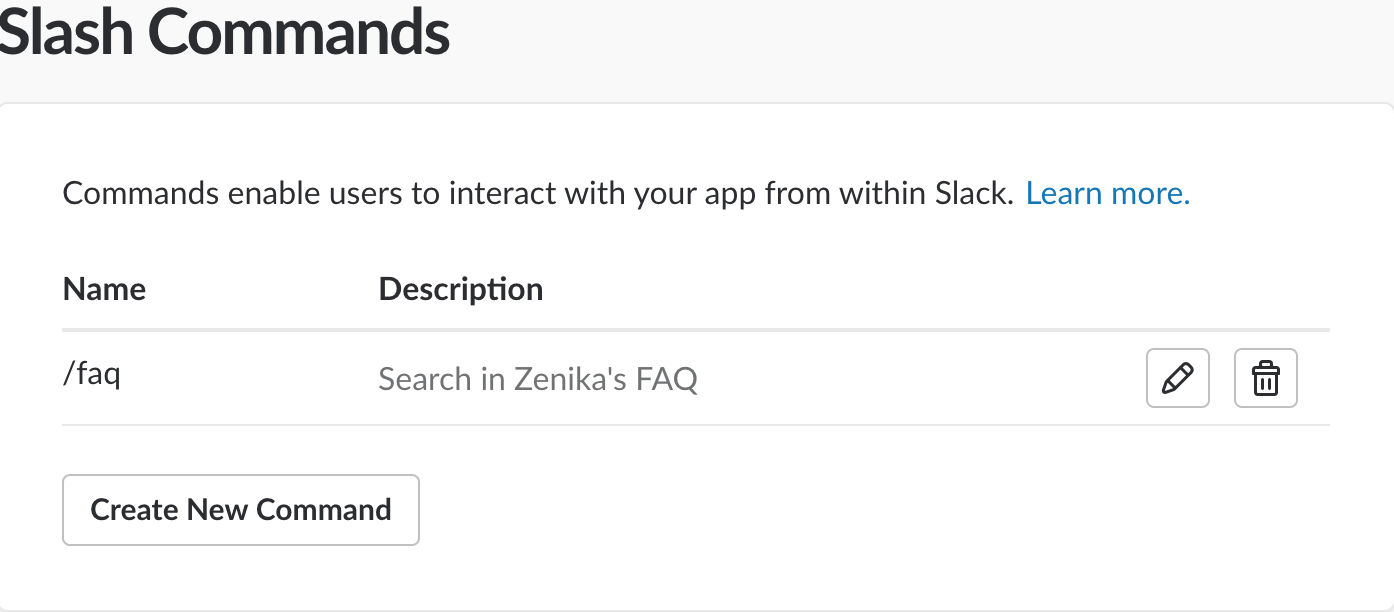 Slash Commands
Commands enable users to interact with your app from within Slack. Learn more.
Name Description
/faq Search in Zenika's FAQ
Create New Command